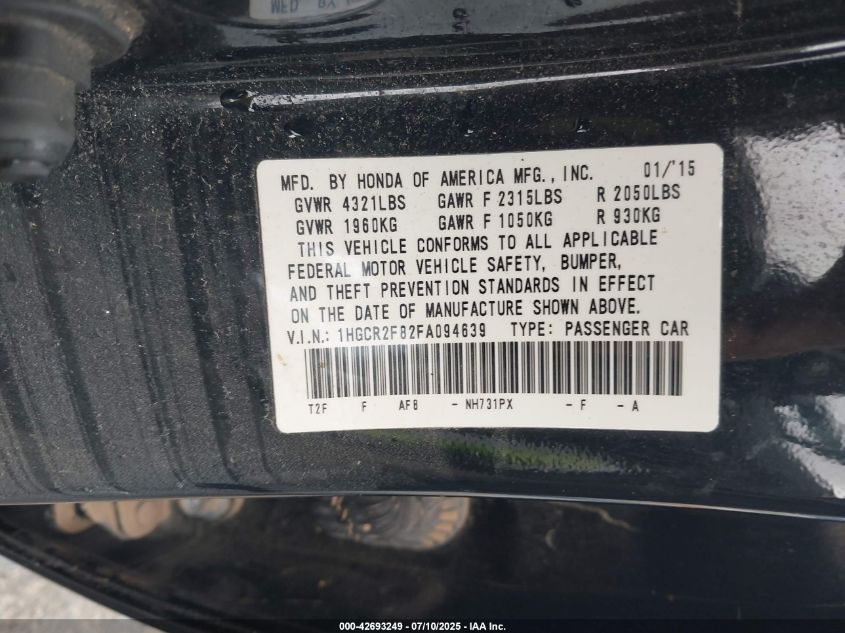 MFD. BY
MFD. BY HONDA OF AMERICA MFG., INC. 01/'15
GVWR 4321LBS GAWR F 2315LBS R 2050LBS
GVWR 1960KG GAWR F 1050KG R 930KG
THIS VEHICLE CONFORMS TO ALL APPLICABLE
FEDERAL MOTOR VEHICLE SAFETY, BUMPER,
AND THEFT PREVENTION STANDARDS IN EFFECT
ON THE DATE OF MANUFACTURE SHOWN ABOVE.
V.I.N.: 1HGCR2F82FA094639 TYPE: PASSENGER CAR
T2F F AF8 - NH731PX - F - A
000-42693249 - 07/10/2025 - IAA Inc.